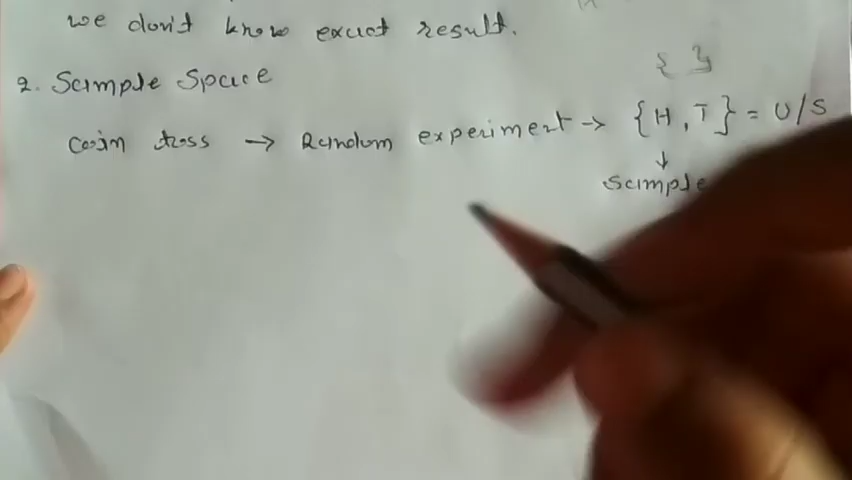 we don't know exact result.
{ }
2. Sample Space
Coin toss → Random experiment → {H, T} = U/S
↓
sample